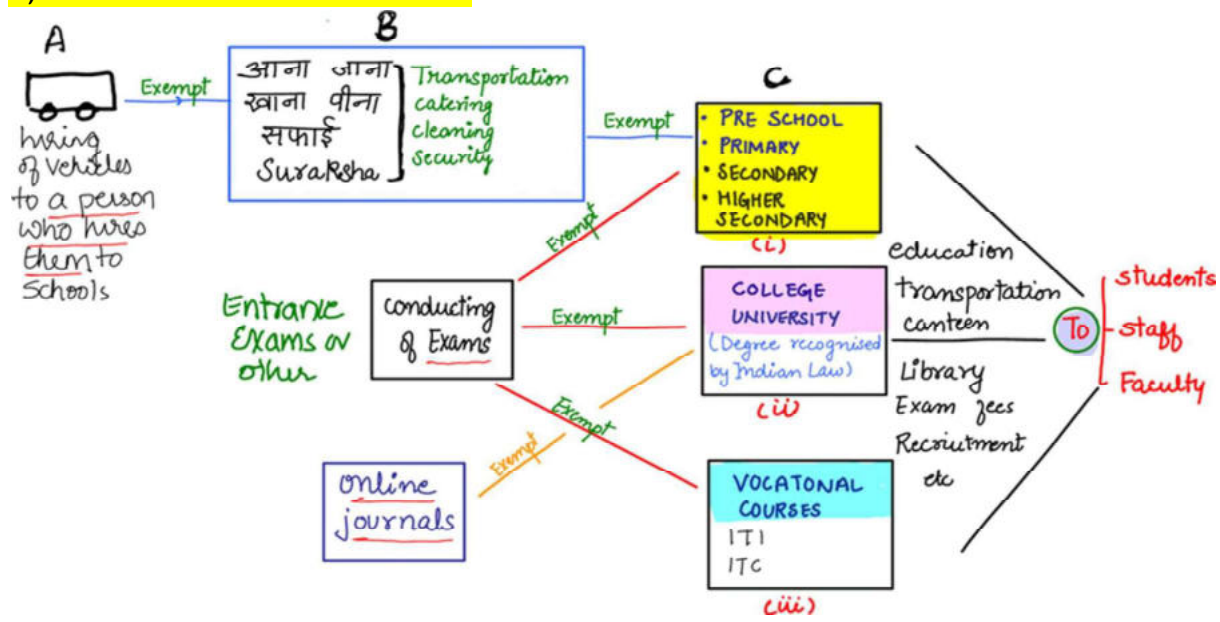 A
Exempt
hiring
of vehicles
to a person
who hires
them to
Schools
B
आना जाना
खाना पीना
सफाई
Suraksha
Transportation
catering
cleaning
security
Exempt
C
• PRE SCHOOL
• PRIMARY
• SECONDARY
• HIGHER
SECONDARY
(i)
Exempt
Entrance
Exams or
other
conducting
of Exams
Exempt
COLLEGE
UNIVERSITY
(Degree recognised
by Indian Law)
(ii)
Exempt
Exempt
online
journals
VOCATONAL
COURSES
ITI
ITC
(iii)
education
transportation
canteen
Library
Exam fees
Recriutment
etc
To
students
staff
Faculty